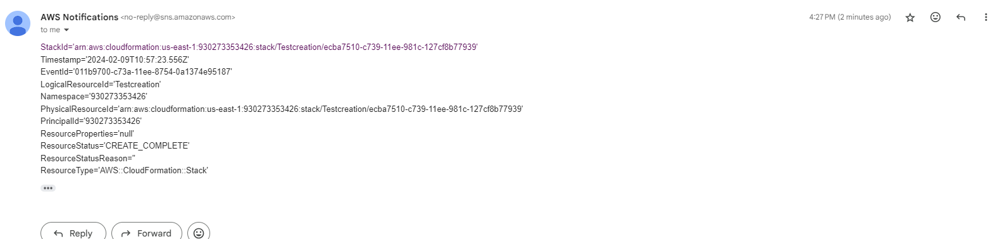 AWS Notifications <no-reply@sns.amazonaws.com>
4:27 PM (2 minutes ago)
to me
StackId='arn:aws:cloudformation:us-east-1:930273353426:stack/Testcreation/ecba7510-c739-11ee-981c-127cf8b77939'
Timestamp='2024-02-09T10:57:23.556Z'
EventId='011b9700-c73a-11ee-8754-0a1374e95187'
LogicalResourceId='Testcreation'
Namespace='930273353426'
PhysicalResourceId='arn:aws:cloudformation:us-east-1:930273353426:stack/Testcreation/ecba7510-c739-11ee-981c-127cf8b77939'
PrincipalId='930273353426'
ResourceProperties='null'
ResourceStatus='CREATE_COMPLETE'
ResourceStatusReason=''
ResourceType='AWS::CloudFormation::Stack'
Reply
Forward